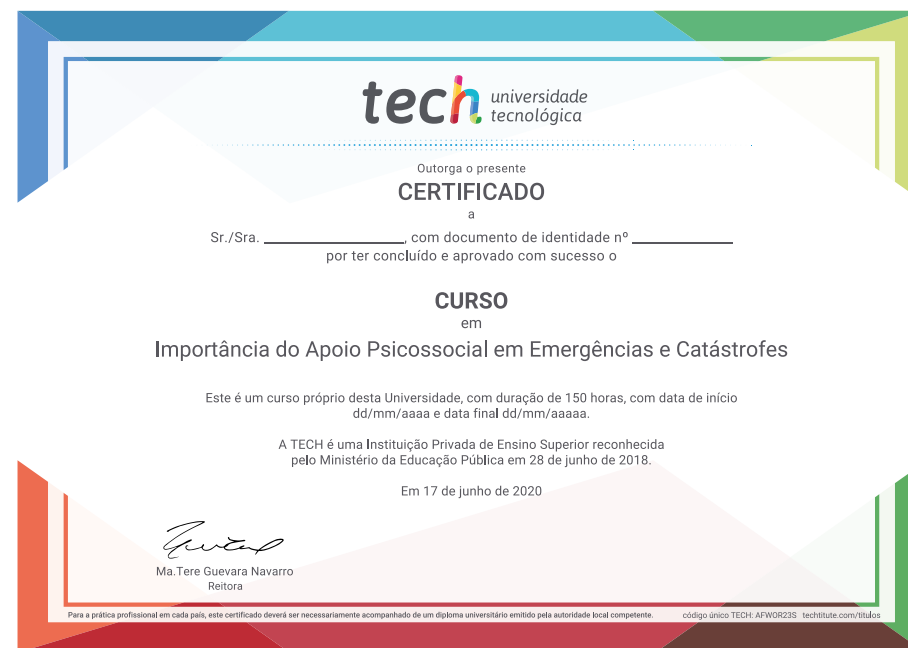 tech universidade
tecnológica
Outorga o presente
CERTIFICADO
a
Sr./Sra. ____________________, com documento de identidade nº ______________
por ter concluído e aprovado com sucesso o
CURSO
em
Importância do Apoio Psicossocial em Emergências e Catástrofes
Este é um curso próprio desta Universidade, com duração de 150 horas, com data de início
dd/mm/aaaa e data final dd/mm/aaaaa.
A TECH é uma Instituição Privada de Ensino Superior reconhecida
pelo Ministério da Educação Pública em 28 de junho de 2018.
Em 17 de junho de 2020
Ma.Tere Guevara Navarro
Reitora
Para a prática profissional em cada país, este certificado deverá ser necessariamente acompanhado de um diploma universitário emitido pela autoridade local competente. código único TECH: AFWOR23S techtitute.com/titulos